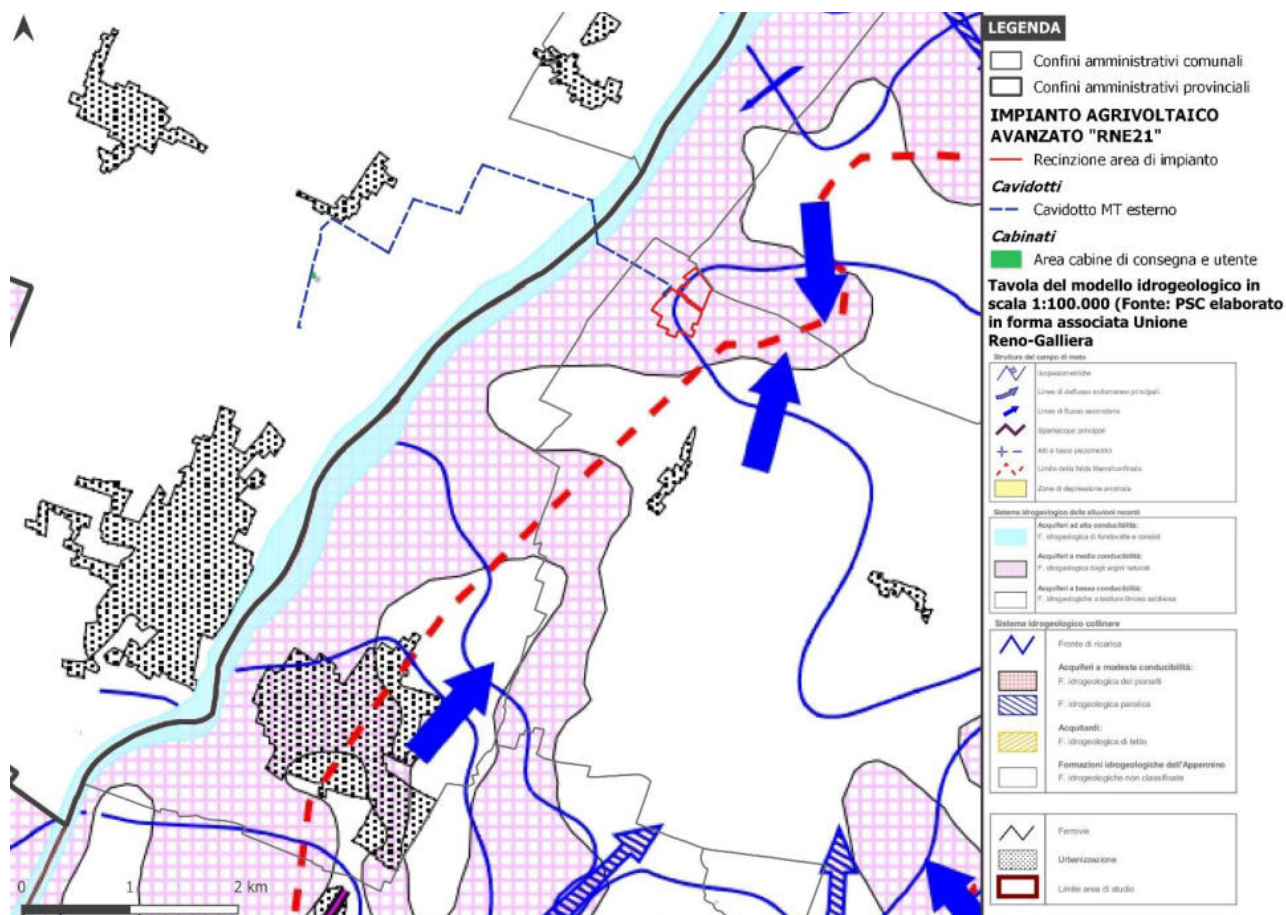 LEGENDA
Confini amministrativi comunali
Confini amministrativi provinciali
IMPIANTO AGRIVOLTAICO
AVANZATO "RNE21"
Recinzione area di impianto
Cavidotti
Cavidotto MT esterno
Cabinati
Area cabine di consegna e utente
Tavola del modello idrogeologico in
scala 1:100.000 (Fonte: PSC elaborato
in forma associata Unione
Reno-Galliera
Strutture del campo di moto
Isopiezometriche
Linee di deflusso sotterraneo principali
Linee di flusso secondarie
Spartiacque principali
Alti e bassi piezometrici
Limite della falda libera/confinata
Zone di depressione anomala
Sistema idrogeologico delle alluvioni recenti
Acquiferi ad alta conducibilità:
F. idrogeologica di fondovalle e conoidi
Acquiferi a media conducibilità:
F. idrogeologica degli argini naturali
Acquiferi a bassa conducibilità:
F. idrogeologiche a tessitura limoso sabbiosa
Sistema idrogeologico collinare
Fronte di ricarica
Acquiferi a modesta conducibilità:
F. idrogeologica dei pianalti
F. idrogeologica paralica
Acquitardi:
F. idrogeologica di tetto
Formazioni idrogeologiche dell'Appennino
F. idrogeologiche non classificate
Ferrovie
Urbanizzazione
Limite area di studio
0 1 2 km